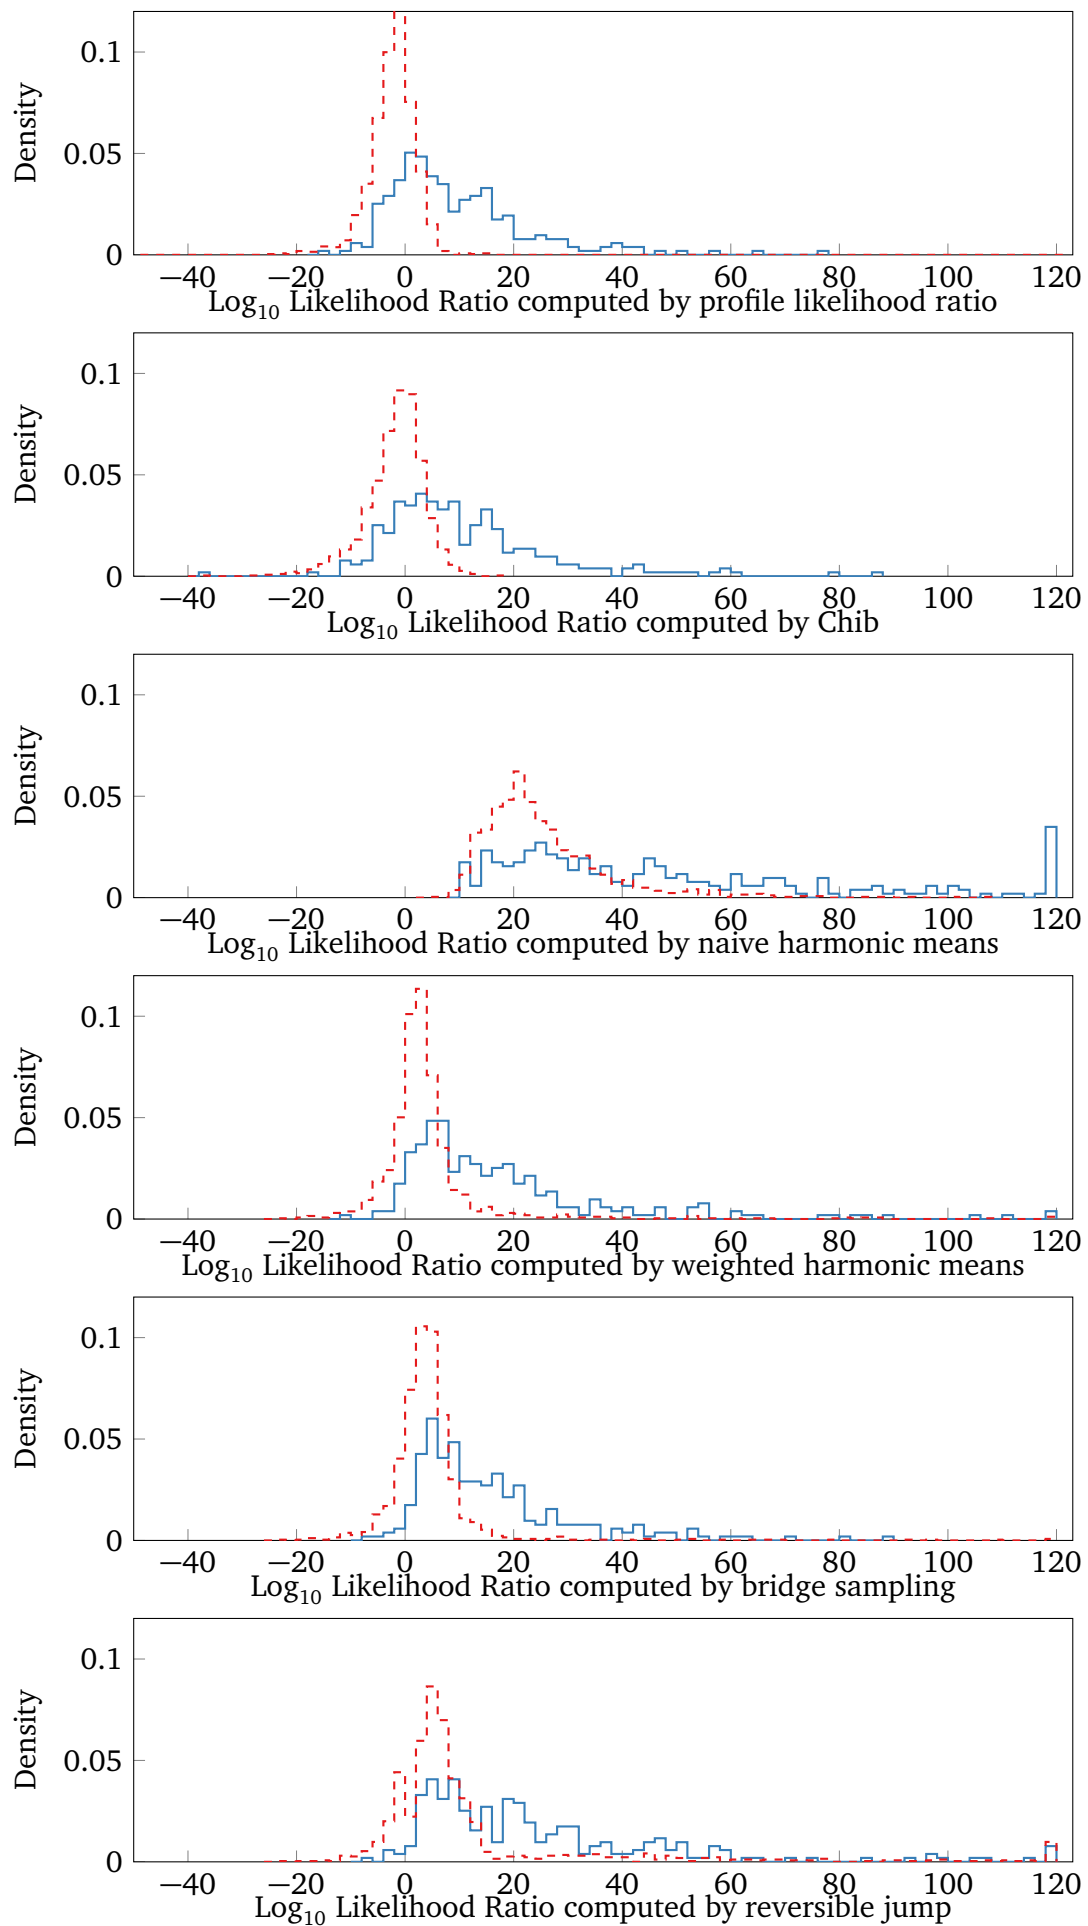 0.1
0.05
0
Density
−40 −20 0 20 40 60 80 100 120
Log₁₀ Likelihood Ratio computed by profile likelihood ratio
0.1
0.05
0
Density
−40 −20 0 20 40 60 80 100 120
Log₁₀ Likelihood Ratio computed by Chib
0.1
0.05
0
Density
−40 −20 0 20 40 60 80 100 120
Log₁₀ Likelihood Ratio computed by naive harmonic means
0.1
0.05
0
Density
−40 −20 0 20 40 60 80 100 120
Log₁₀ Likelihood Ratio computed by weighted harmonic means
0.1
0.05
0
Density
−40 −20 0 20 40 60 80 100 120
Log₁₀ Likelihood Ratio computed by bridge sampling
0.1
0.05
0
Density
−40 −20 0 20 40 60 80 100 120
Log₁₀ Likelihood Ratio computed by reversible jump